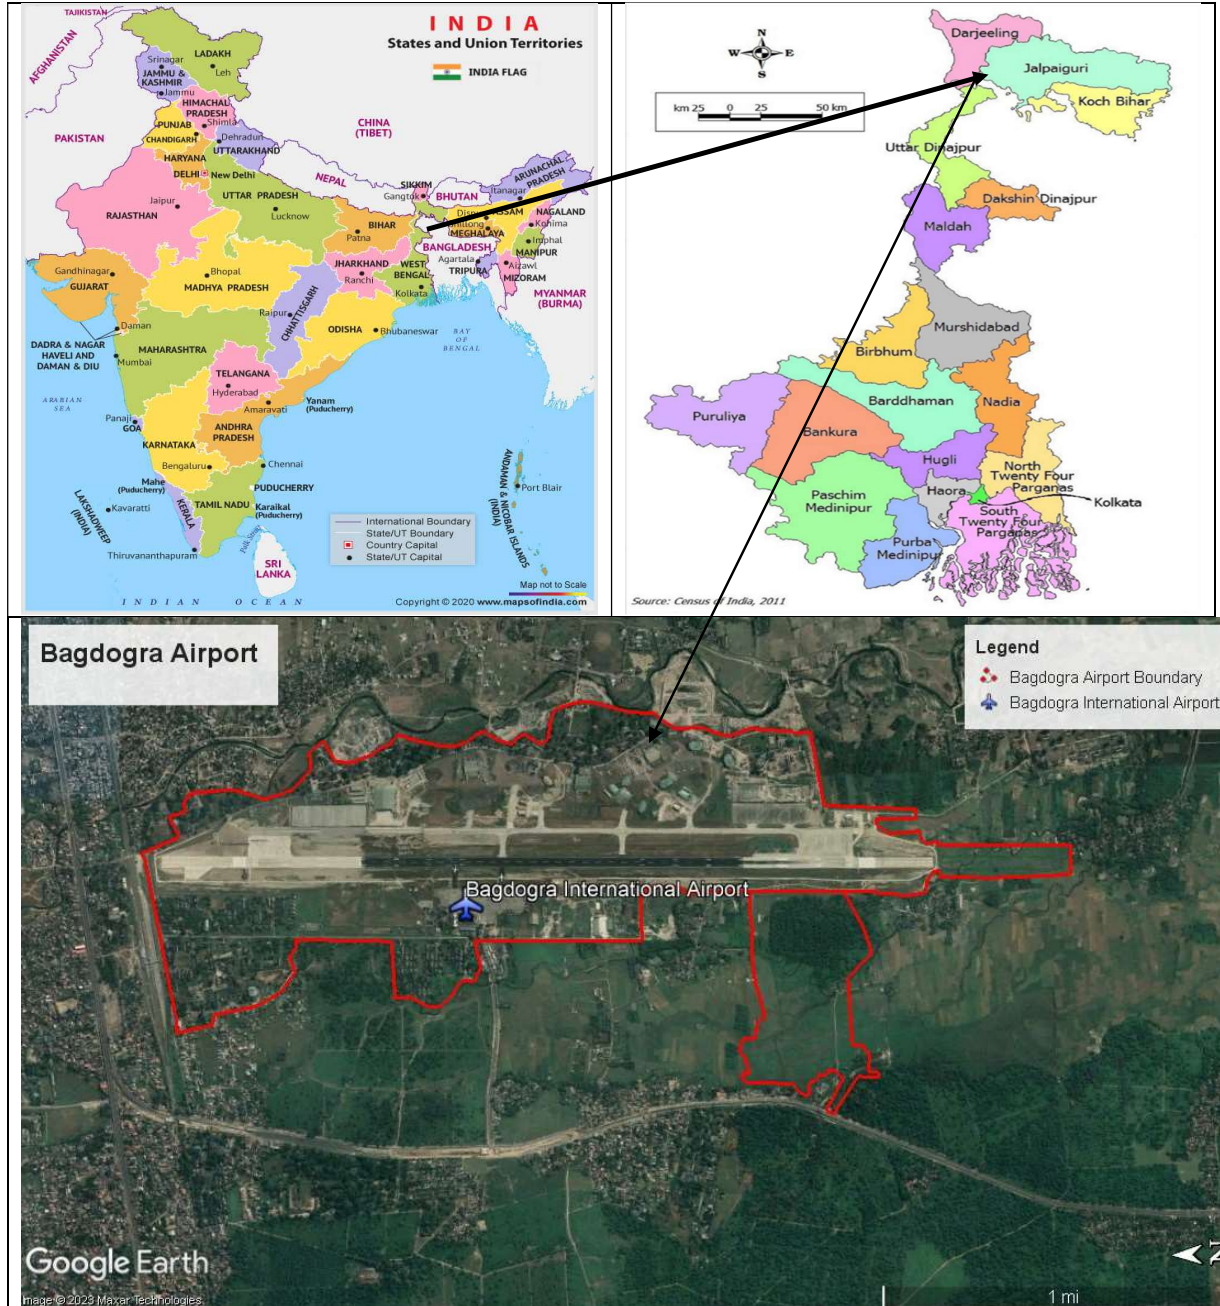 INDIA
States and Union Territories
INDIA FLAG
TAJIKISTAN
AFGHANISTAN
PAKISTAN
CHINA
(TIBET)
NEPAL
BHUTAN
BANGLADESH
MYANMAR
(BURMA)
SRI
LANKA
LADAKH
Leh
Srinagar
JAMMU &
KASHMIR
Jammu
HIMACHAL
PRADESH
Shimla
PUNJAB
CHANDIGARH
Dehradun
UTTARAKHAND
HARYANA
DELHI
New Delhi
UTTAR PRADESH
Lucknow
Jaipur
RAJASTHAN
BIHAR
Patna
SIKKIM
Gangtok
ARUNACHAL
PRADESH
Itanagar
NAGALAND
Kohima
MEGHALAYA
Imphal
MANIPUR
Agartala
TRIPURA
Aizawl
MIZORAM
Gandhinagar
GUJARAT
Bhopal
MADHYA PRADESH
JHARKHAND
Ranchi
WEST
BENGAL
Kolkata
Raipur
CHHATTISGARH
ODISHA
Bhubaneswar
BAY
OF
BENGAL
Daman
DADRA & NAGAR
HAVELI AND
DAMAN & DIU
MAHARASHTRA
Mumbai
TELANGANA
Hyderabad
ARABIAN
SEA
Amaravati
Yanam
(Puducherry)
Panaji
GOA
ANDHRA
PRADESH
KARNATAKA
Bengaluru
Chennai
Mahe
(Puducherry)
PUDUCHERRY
TAMIL NADU
Karaikal
(Puducherry)
KERALA
LAKSHADWEEP
(INDIA)
Kavaratti
Thiruvananthapuram
ANDAMAN & NICOBAR ISLANDS
(INDIA)
Port Blair
International Boundary
State/UT Boundary
Country Capital
State/UT Capital
Map not to Scale
INDIAN OCEAN
Copyright © 2020 www.mapsofindia.com
N
W E
S
km 25 0 25 50 km
Darjeeling
Jalpaiguri
Koch Bihar
Uttar Dinajpur
Dakshin Dinajpur
Maldah
Murshidabad
Birbhum
Barddhaman
Nadia
Puruliya
Bankura
Hugli
North
Twenty Four
Parganas
Paschim
Medinipur
Haora
Kolkata
South
Twenty Four
Parganas
Purba
Medinipur
Source: Census of India, 2011
Bagdogra Airport
Legend
Bagdogra Airport Boundary
Bagdogra International Airport
Bagdogra International Airport
Google Earth
Image © 2023 Maxar Technologies
1 mi